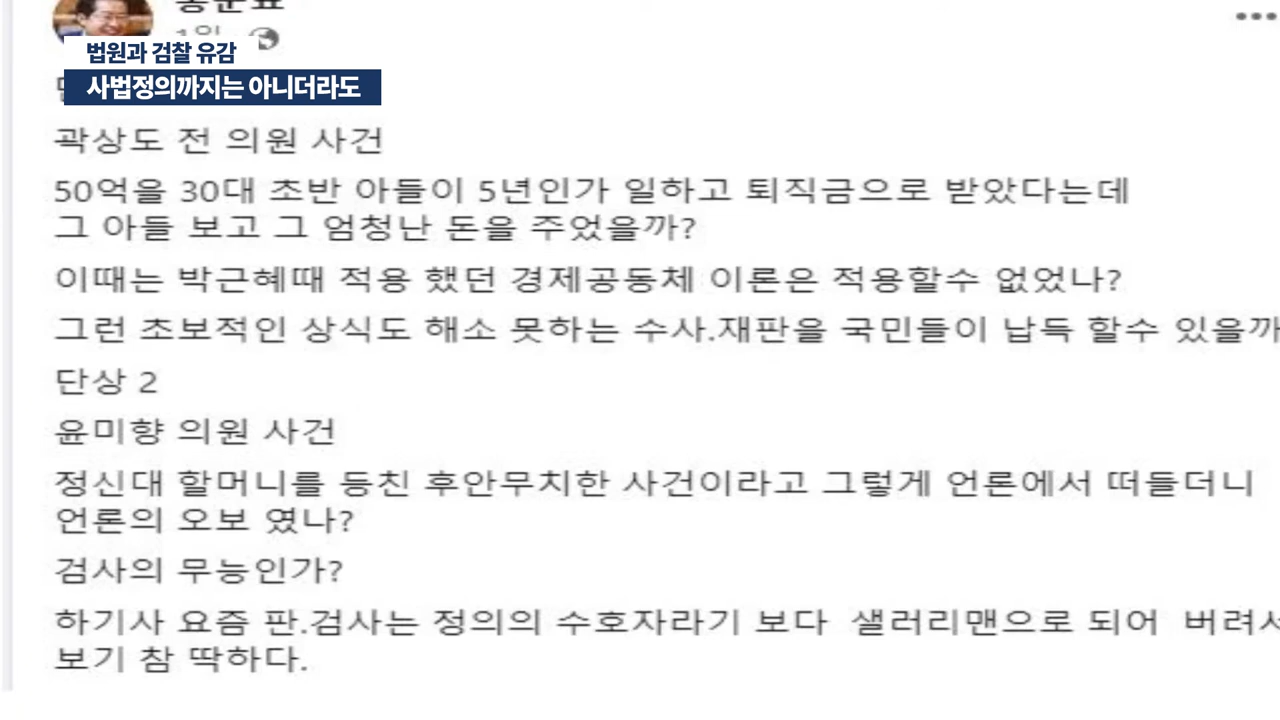 1일
법원과 검찰 유감
사법정의까지는 아니더라도
곽상도 전 의원 사건
50억을 30대 초반 아들이 5년인가 일하고 퇴직금으로 받았다는데
그 아들 보고 그 엄청난 돈을 주었을까?
이때는 박근혜때 적용 했던 경제공동체 이론은 적용할수 없었나?
그런 초보적인 상식도 해소 못하는 수사.재판을 국민들이 납득 할수 있을까
단상 2
윤미향 의원 사건
정신대 할머니를 등친 후안무치한 사건이라고 그렇게 언론에서 떠들더니
언론의 오보 였나?
검사의 무능인가?
하기사 요즘 판.검사는 정의의 수호자라기 보다 샐러리맨으로 되어 버려서
보기 참 딱하다.